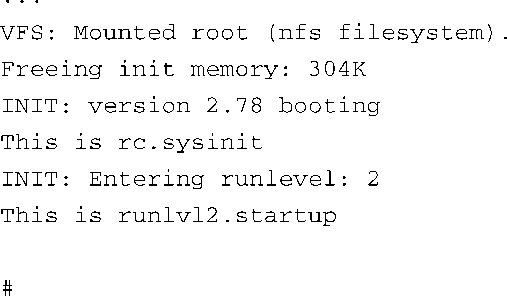 ...
VFS: Mounted root (nfs filesystem).
Freeing init memory: 304K
INIT: version 2.78 booting
This is rc.sysinit
INIT: Entering runlevel: 2
This is runlvl2.startup
#